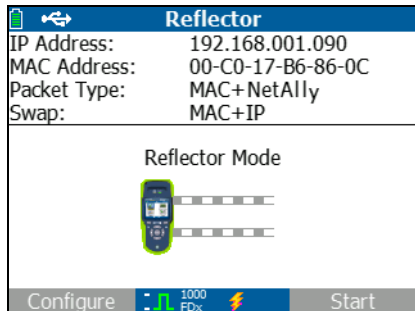 Reflector
IP Address: 192.168.001.090
MAC Address: 00-C0-17-B6-86-0C
Packet Type: MAC+NetAlly
Swap: MAC+IP
Reflector Mode
Configure 1000 FDx Start